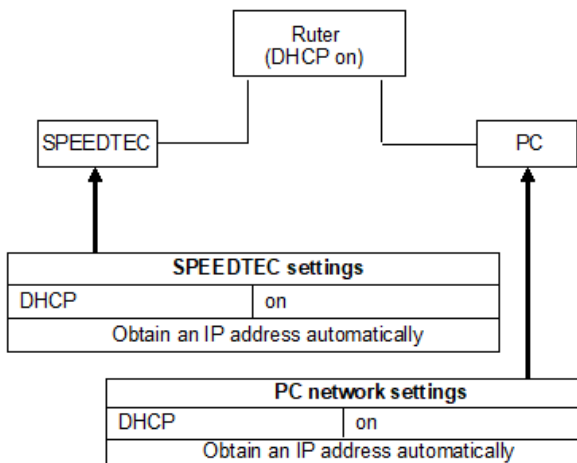 Ruter
(DHCP on)
SPEEDTEC
PC
SPEEDTEC settings
DHCP on
Obtain an IP address automatically
PC network settings
DHCP on
Obtain an IP address automatically